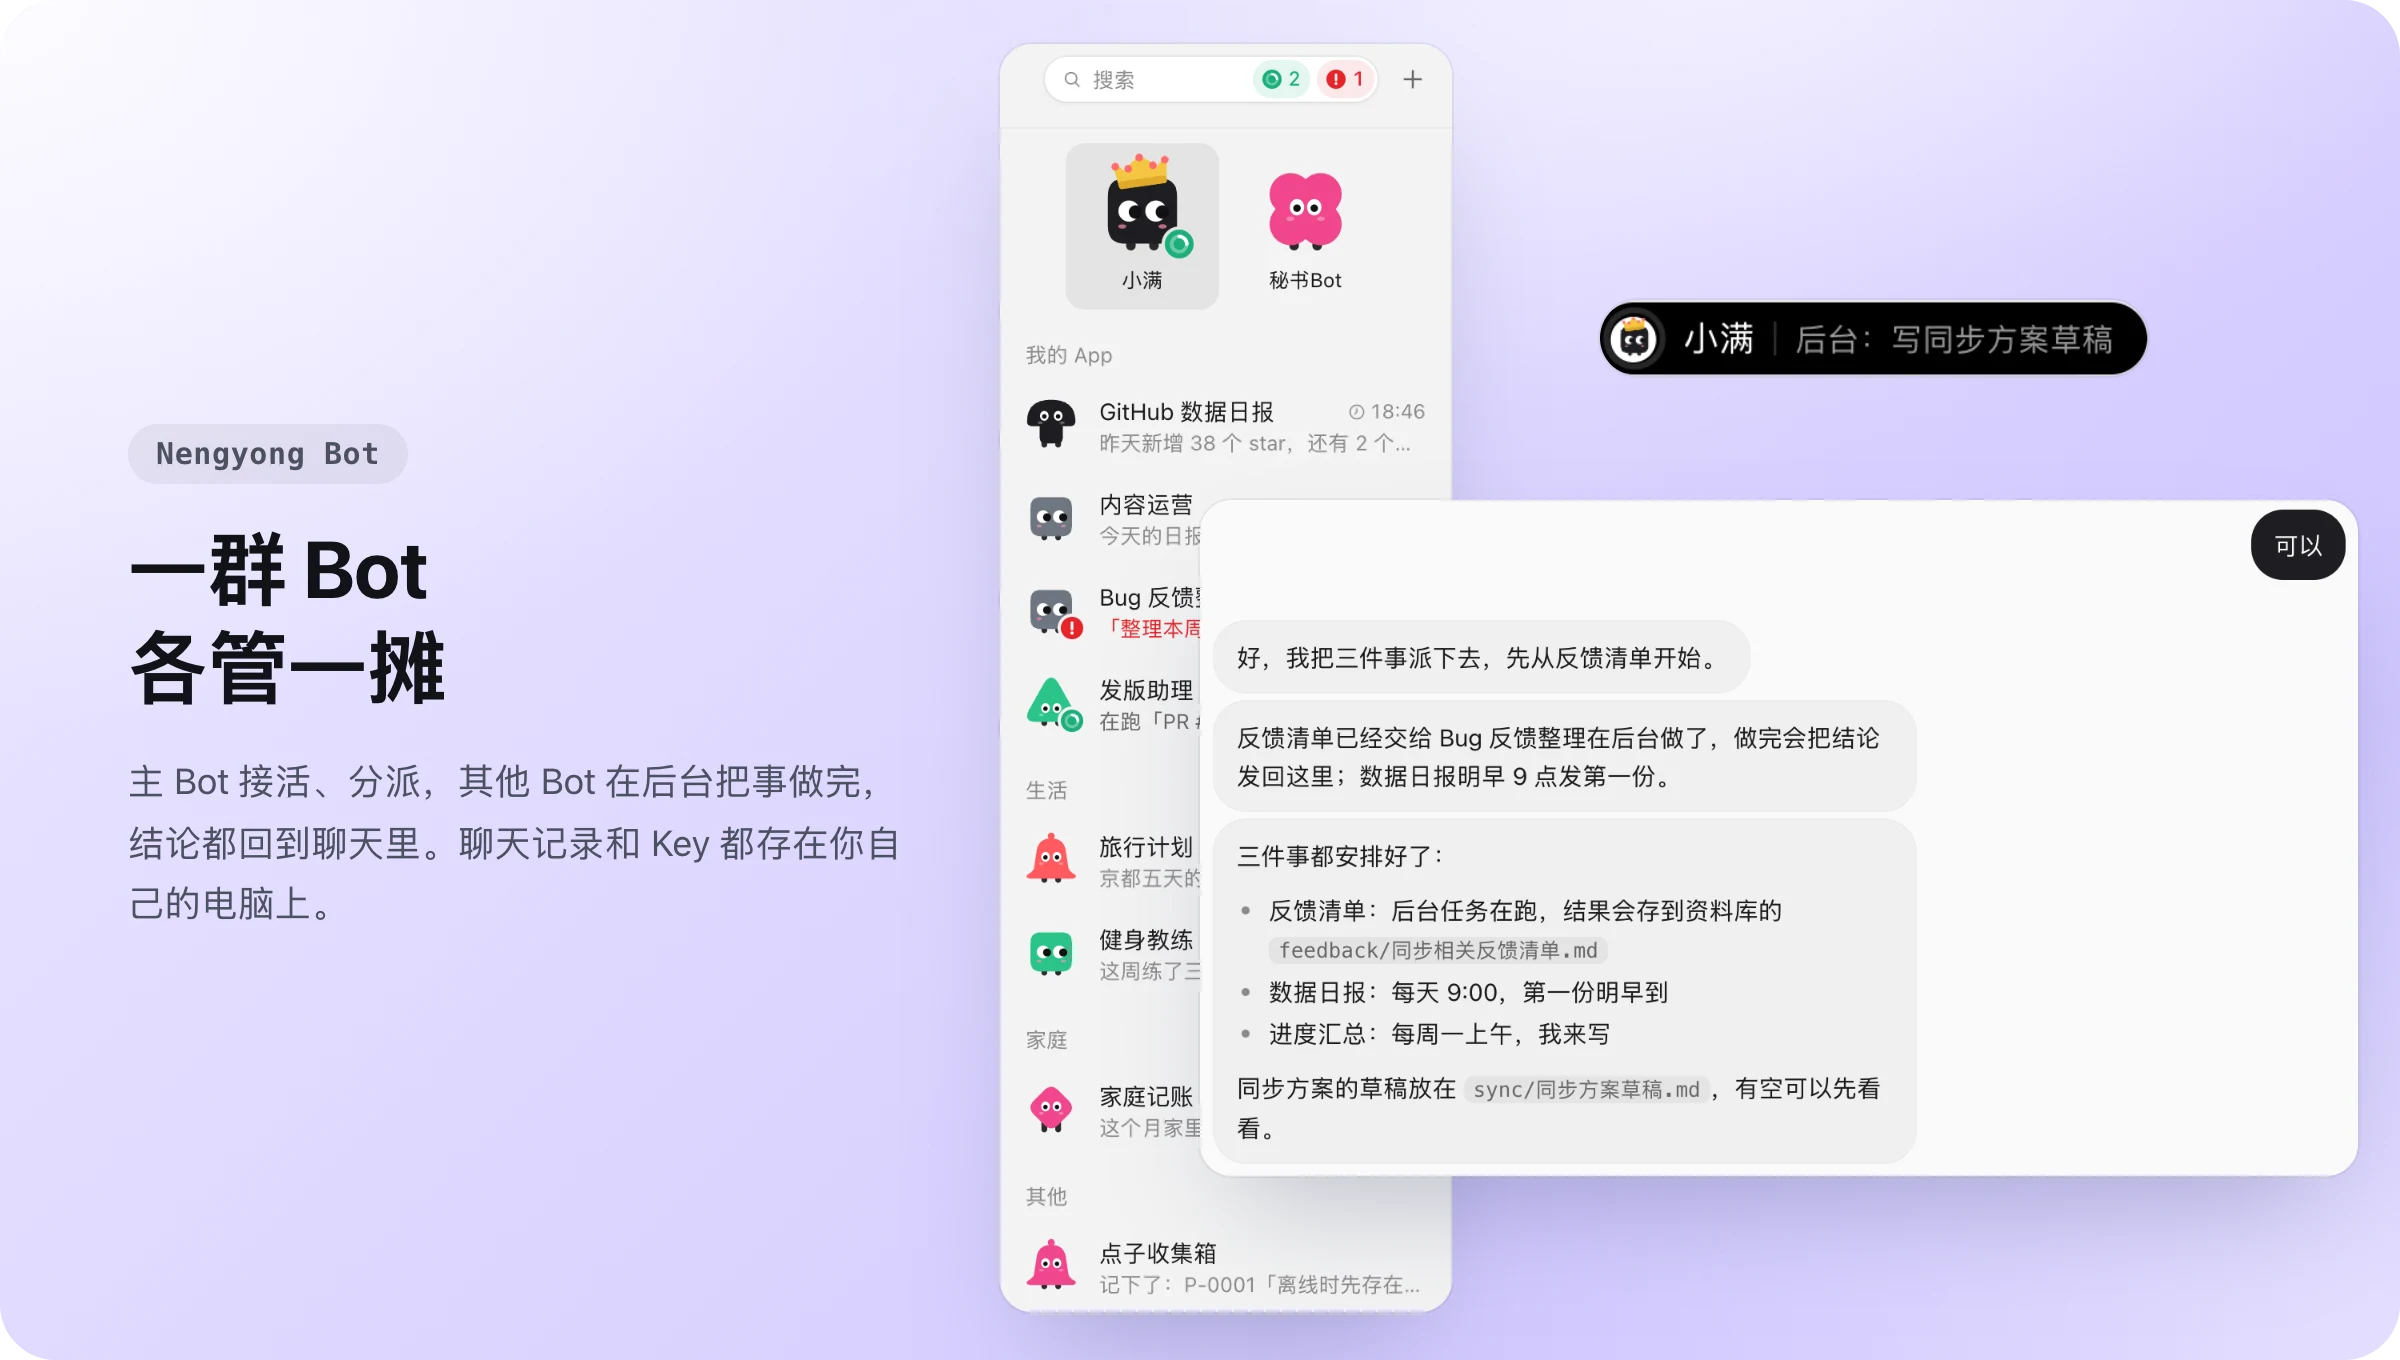 Nengyong Bot
一群 Bot
各管一摊
主 Bot 接活、分派，其他 Bot 在后台把事做完，
结论都回到聊天里。聊天记录和 Key 都存在你自
己的电脑上。
搜索
2
1
小满
秘书Bot
我的 App
GitHub 数据日报
18:46
昨天新增 38 个 star，还有 2 个...
内容运营
今天的日报
Bug 反馈
「整理本周
发版助理
在跑「PR
生活
旅行计划
京都五天的
健身教练
这周练了三
家庭
家庭记账
这个月家里
其他
点子收集箱
记下了：P-0001「离线时先存在...
小满
后台：写同步方案草稿
可以
好，我把三件事派下去，先从反馈清单开始。
反馈清单已经交给 Bug 反馈整理在后台做了，做完会把结论
发回这里；数据日报明早 9 点发第一份。
三件事都安排好了：
• 反馈清单：后台任务在跑，结果会存到资料库的
feedback/同步相关反馈清单.md
• 数据日报：每天 9:00，第一份明早到
• 进度汇总：每周一上午，我来写
同步方案的草稿放在 sync/同步方案草稿.md，有空可以先看
看。